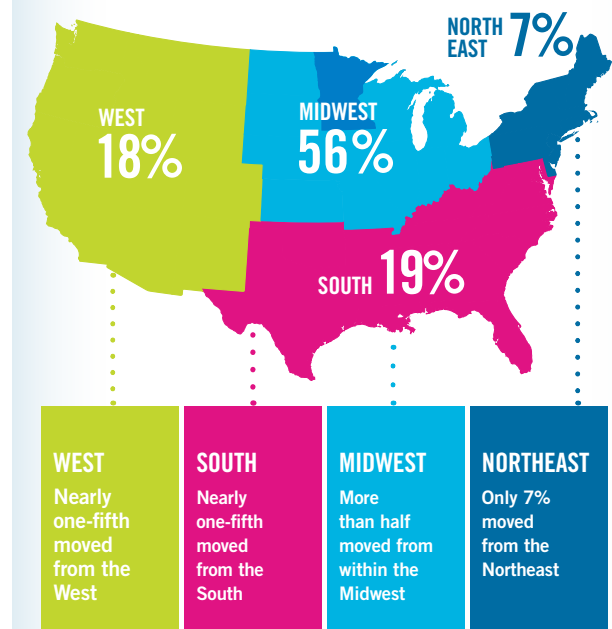 NORTH
EAST 7%
WEST
18%
MIDWEST
56%
SOUTH 19%
WEST
Nearly
one-fifth
moved
from the
West
SOUTH
Nearly
one-fifth
moved
from the
South
MIDWEST
More
than half
moved from
within the
Midwest
NORTHEAST
Only 7%
moved
from the
Northeast